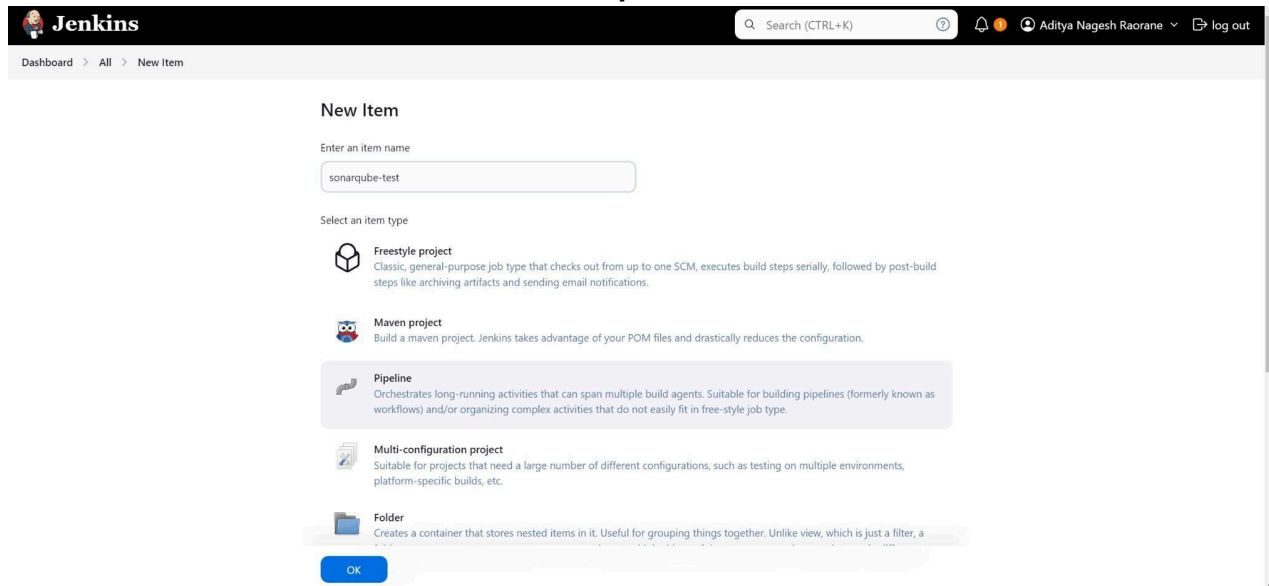 Jenkins
Search (CTRL+K)
1
Aditya Nagesh Raorane
log out
Dashboard > All > New Item
New Item
Enter an item name
sonarqube-test
Select an item type
Freestyle project
Classic, general-purpose job type that checks out from up to one SCM, executes build steps serially, followed by post-build
steps like archiving artifacts and sending email notifications.
Maven project
Build a maven project. Jenkins takes advantage of your POM files and drastically reduces the configuration.
Pipeline
Orchestrates long-running activities that can span multiple build agents. Suitable for building pipelines (formerly known as
workflows) and/or organizing complex activities that do not easily fit in free-style job type.
Multi-configuration project
Suitable for projects that need a large number of different configurations, such as testing on multiple environments,
platform-specific builds, etc.
Folder
Creates a container that stores nested items in it. Useful for grouping things together. Unlike view, which is just a filter, a
OK